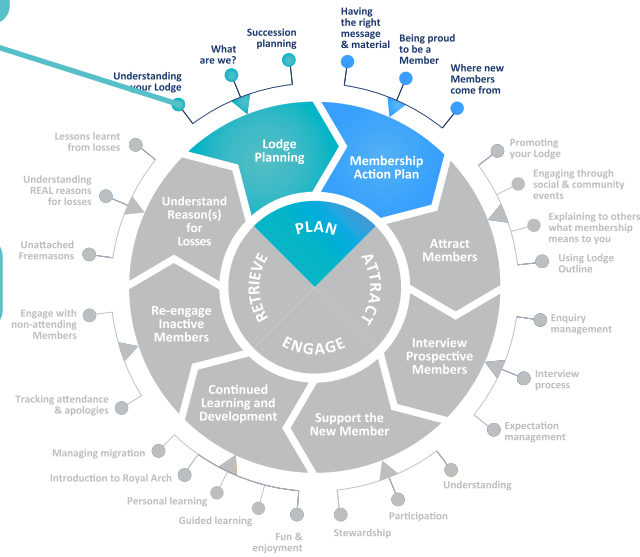 Having
the right
message
& material
Succession
planning
Being proud
to be a
Member
What
are we?
Where new
Members
come from
Understanding
your Lodge
Lodge
Planning
Membership
Action Plan
Lessons learnt
from losses
Promoting
your Lodge
Understanding
REAL reasons
for losses
Engaging through
social & community
events
Understand
Reason(s)
for
Losses
Explaining to others
what membership
means to you
Unattached
Freemasons
Attract
Members
Using Lodge
Outline
PLAN
ATTRACT
ENGAGE
RETRIEVE
Engage with
non-attending
Members
Re-engage
Inactive
Members
Enquiry
management
Interview
Prospective
Members
Interview
process
Tracking attendance
& apologies
Continued
Learning and
Development
Support the
New Member
Expectation
management
Managing migration
Introduction to Royal Arch
Personal learning
Guided learning
Fun &
enjoyment
Stewardship
Participation
Understanding